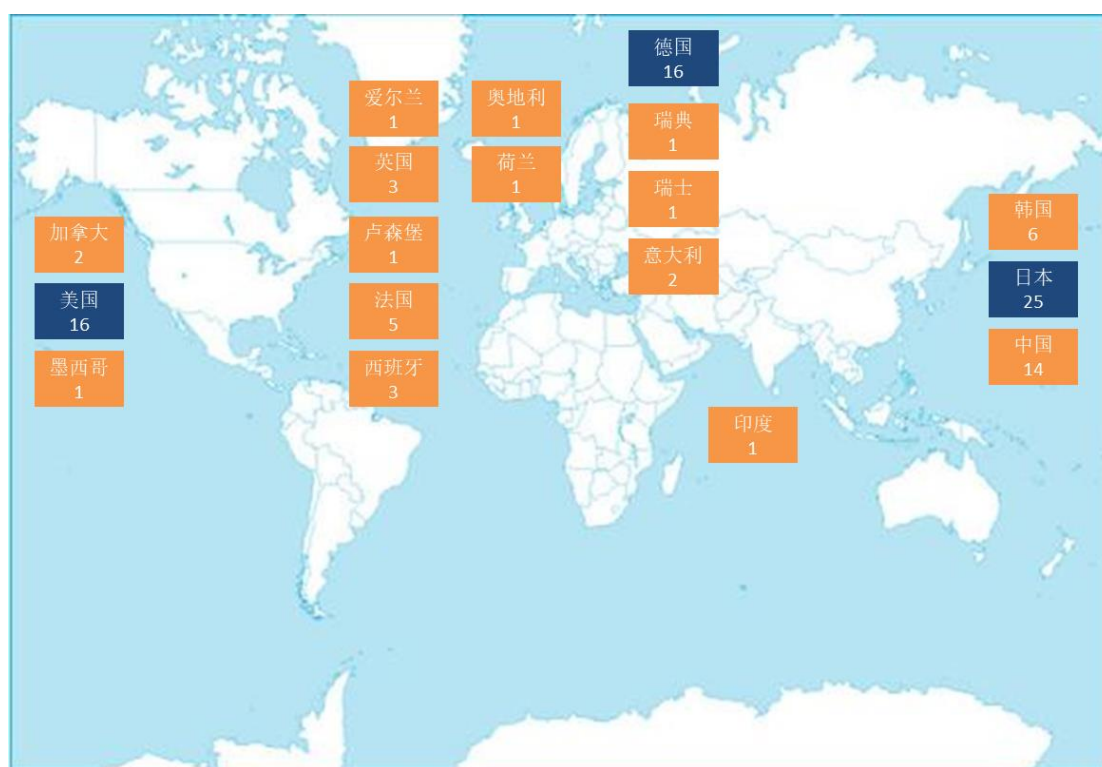 德国
16
爱尔兰
1
奥地利
1
瑞典
1
英国
3
荷兰
1
瑞士
1
韩国
6
加拿大
2
卢森堡
1
意大利
2
日本
25
美国
16
法国
5
中国
14
墨西哥
1
西班牙
3
印度
1